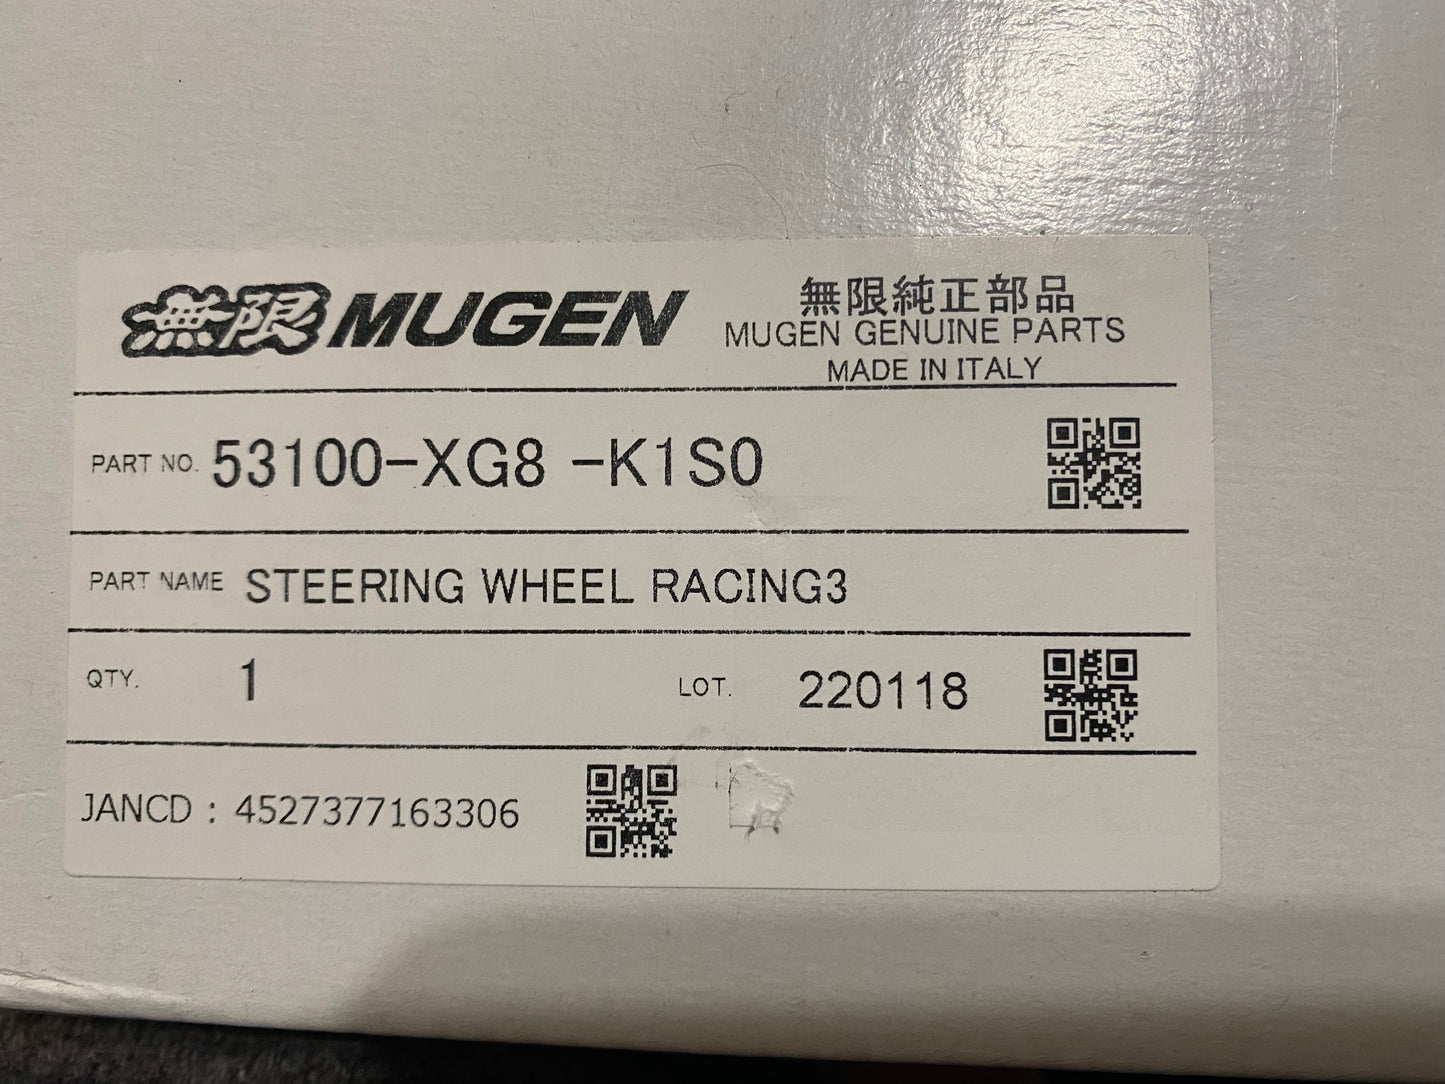 無限 MUGEN
無限純正部品
MUGEN GENUINE PARTS
MADE IN ITALY
PART NO. 53100-XG8 -K1S0
PART NAME STEERING WHEEL RACING3
QTY. 1 LOT. 220118
JANCD : 4527377163306